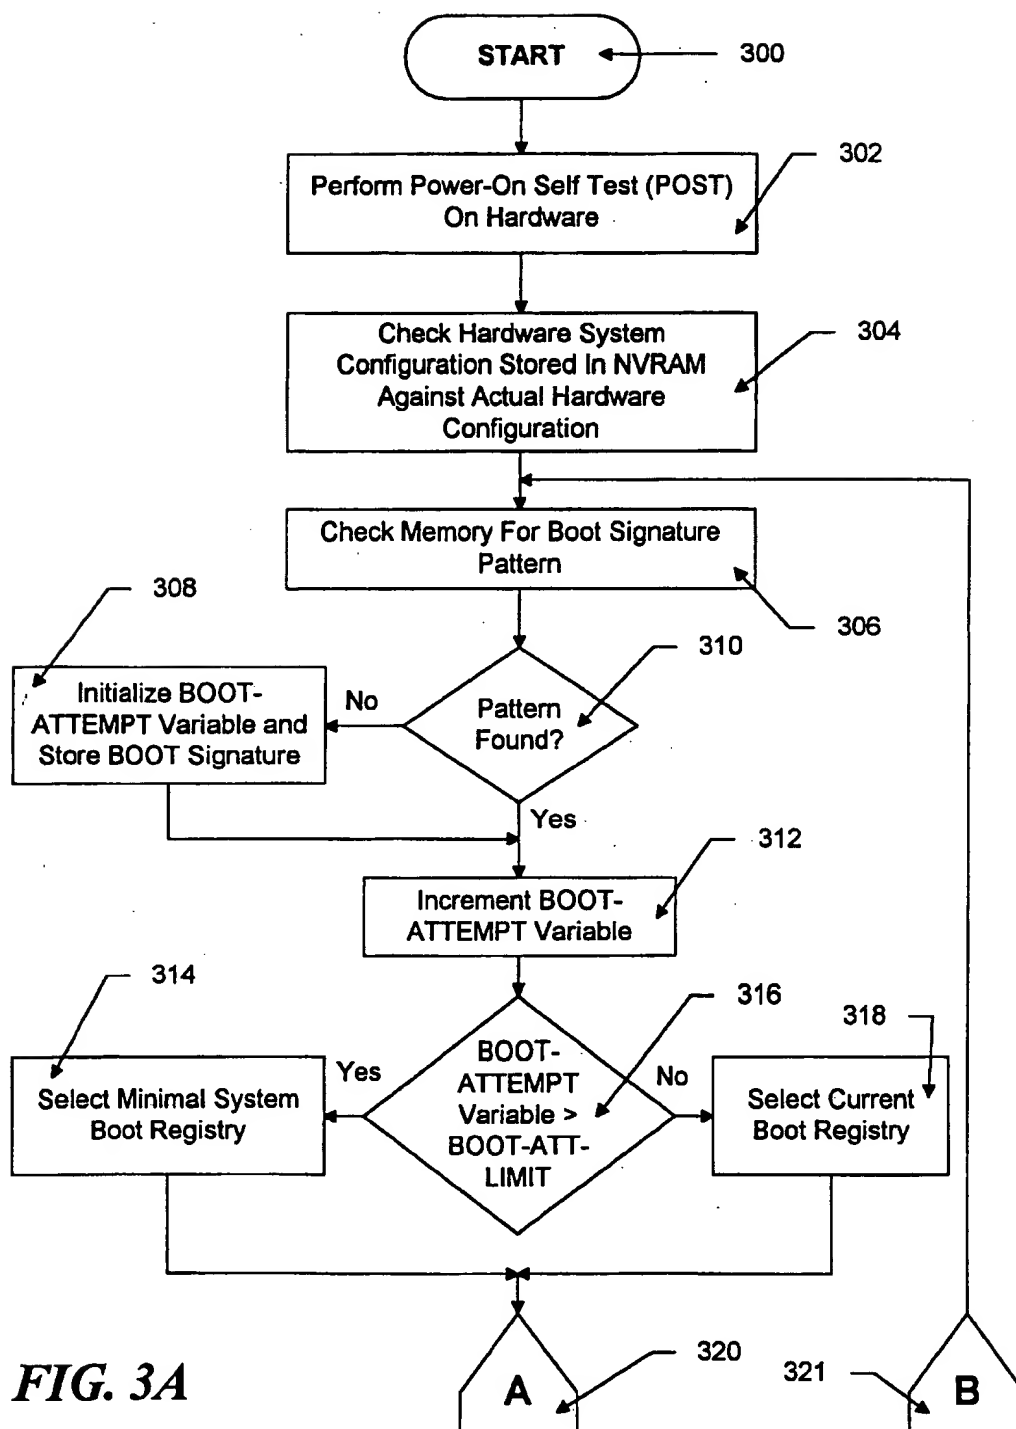 START
300
302
Perform Power-On Self Test (POST)
On Hardware
304
Check Hardware System
Configuration Stored In NVRAM
Against Actual Hardware
Configuration
Check Memory For Boot Signature
Pattern
306
308
310
Initialize BOOT-
ATTEMPT Variable and
Store BOOT Signature
No
Pattern
Found?
Yes
312
Increment BOOT-
ATTEMPT Variable
314
316
318
Select Minimal System
Boot Registry
Yes
BOOT-
ATTEMPT
Variable >
BOOT-ATT-
LIMIT
No
Select Current
Boot Registry
FIG. 3A
A
320
321
B